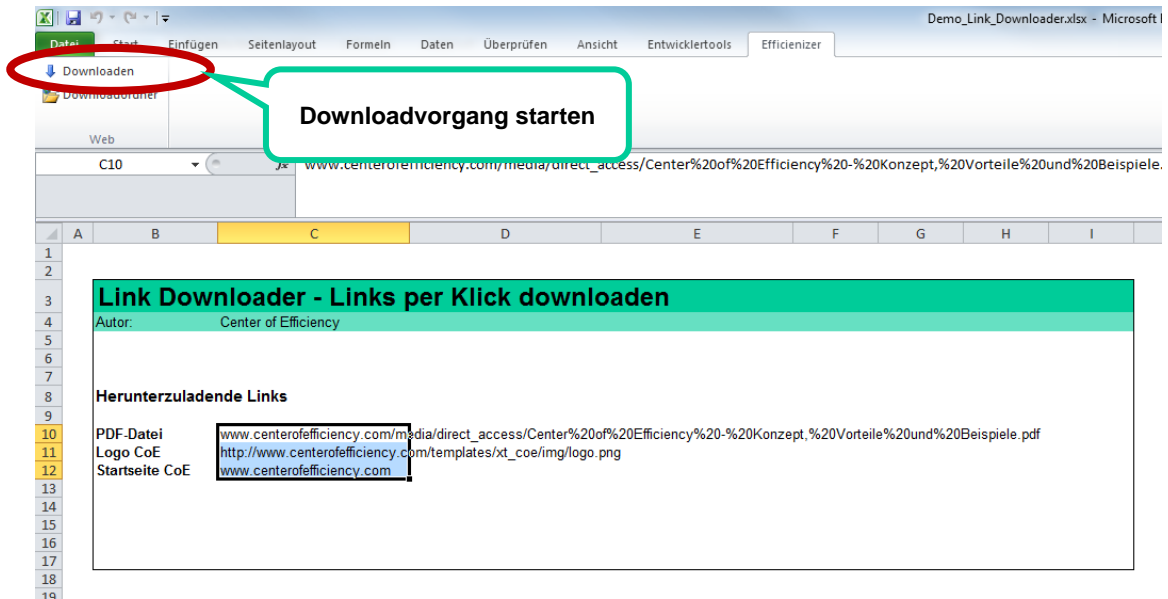 Demo_Link_Downloader.xlsx - Microsoft
Datei Start Einfügen Seitenlayout Formeln Daten Überprüfen Ansicht Entwicklertools Efficienizer
Downloaden
Downloadordner
Downloadvorgang starten
Web
C10 fx www.centerofefficiency.com/media/direct_access/Center%20of%20Efficiency%20-%20Konzept,%20Vorteile%20und%20Beispiele.
A B C D E F G H I
1
2
3 Link Downloader - Links per Klick downloaden
4 Autor: Center of Efficiency
5
6
7
8 Herunterzuladende Links
9
10 PDF-Datei www.centerofefficiency.com/media/direct_access/Center%20of%20Efficiency%20-%20Konzept,%20Vorteile%20und%20Beispiele.pdf
11 Logo CoE http://www.centerofefficiency.com/templates/xt_coe/img/logo.png
12 Startseite CoE www.centerofefficiency.com
13
14
15
16
17
18
19